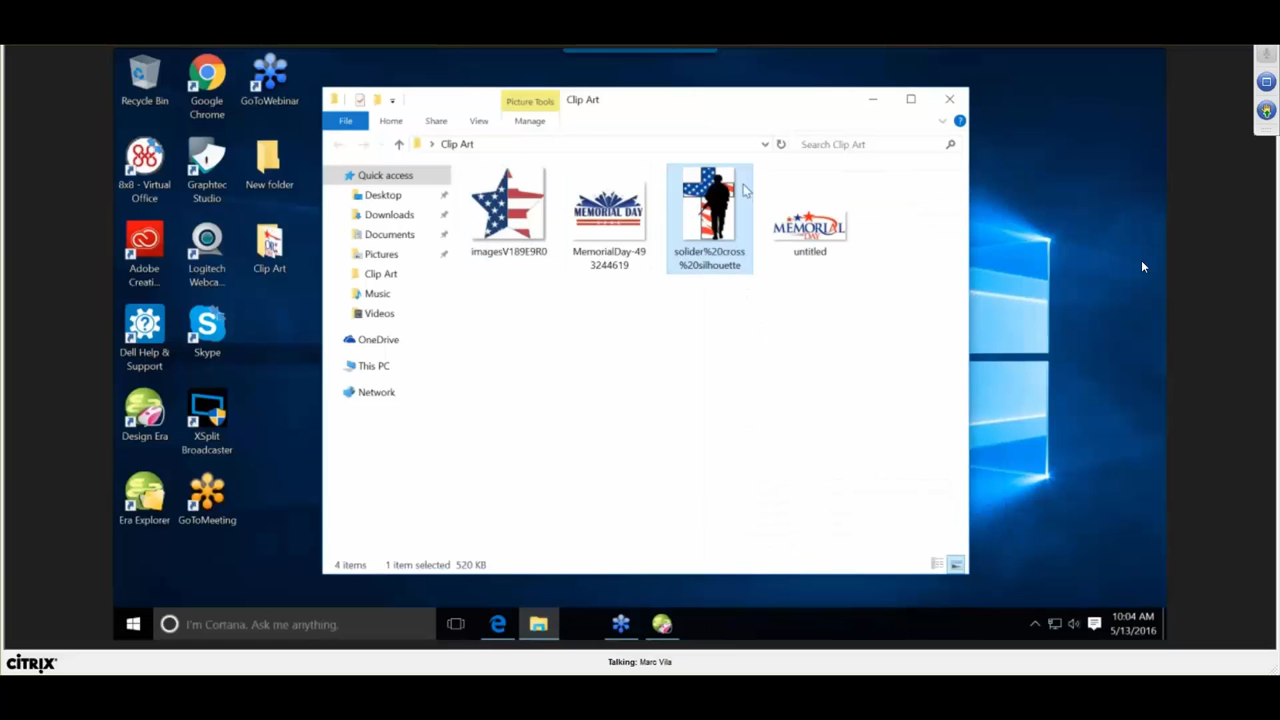 Recycle Bin
Google
Chrome
GoToWebinar
8x8 - Virtual
Office
Graphtec
Studio
New folder
Adobe
Creati...
Logitech
Webca...
Clip Art
Dell Help &
Support
Skype
Design Era
XSplit
Broadcaster
Era Explorer
GoToMeeting
Picture Tools
Clip Art
File
Home
Share
View
Manage
Clip Art
Search Clip Art
Quick access
Desktop
Downloads
Documents
Pictures
Clip Art
Music
Videos
OneDrive
This PC
Network
imagesV189E9R0
MEMORIAL DAY
MemorialDay-49
3244619
solider%20cross
%20silhouette
MEMORIAL
DAY
untitled
4 items
1 item selected
520 KB
I'm Cortana. Ask me anything.
10:04 AM
5/13/2016
CITRIX
Talking: Marc Vila